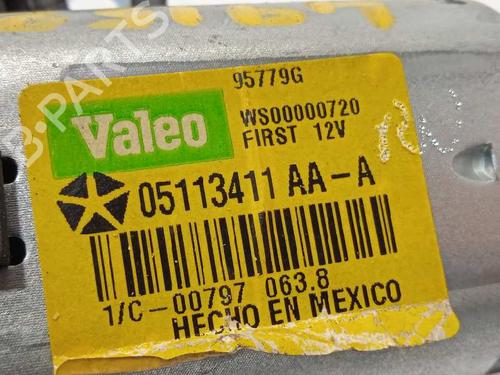 95779G
Valeo
WS00000720
FIRST 12V
05113411 AA-A
1/C-00797 063.8
HECHO EN MEXICO
B-PARTS